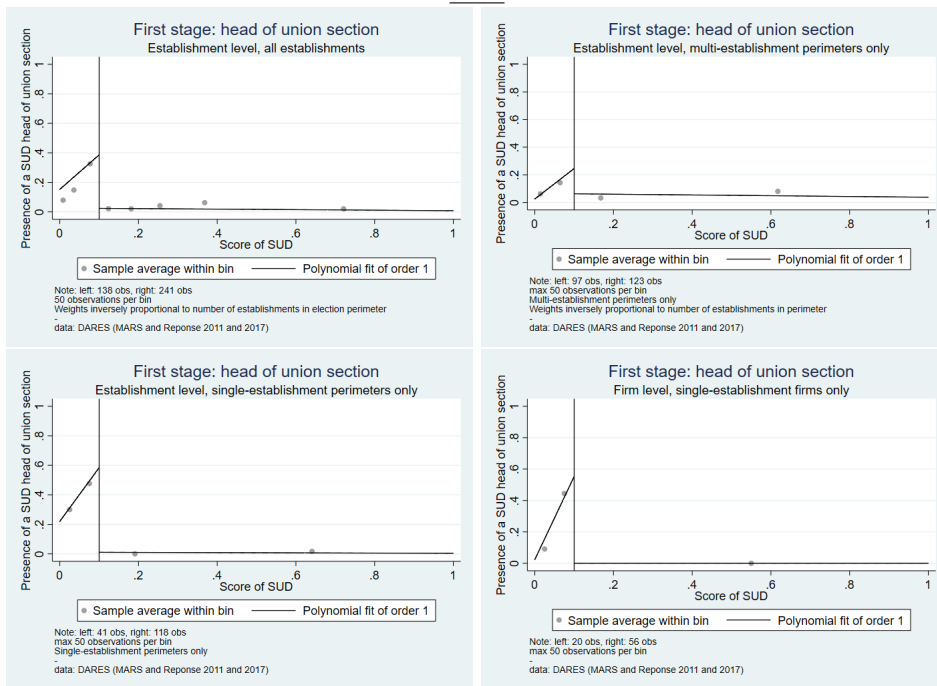 First stage: head of union section
Establishment level, all establishments
Presence of a SUD head of union section
1
.8
.6
.4
.2
0
0 .2 .4 .6 .8 1
Score of SUD
Sample average within bin Polynomial fit of order 1
Note: left: 138 obs, right: 241 obs
50 observations per bin
Weights inversely proportional to number of establishments in election perimeter
-
data: DARES (MARS and Reponse 2011 and 2017)
First stage: head of union section
Establishment level, multi-establishment perimeters only
Presence of a SUD head of union section
1
.8
.6
.4
.2
0
0 .2 .4 .6 .8 1
Score of SUD
Sample average within bin Polynomial fit of order 1
Note: left: 97 obs, right: 123 obs
max 50 observations per bin
Multi-establishment perimeters only
Weights inversely proportional to number of establishments in perimeter
-
data: DARES (MARS and Reponse 2011 and 2017)
First stage: head of union section
Establishment level, single-establishment perimeters only
Presence of a SUD head of union section
1
.8
.6
.4
.2
0
0 .2 .4 .6 .8 1
Score of SUD
Sample average within bin Polynomial fit of order 1
Note: left: 41 obs, right: 118 obs
max 50 observations per bin
Single-establishment perimeters only
-
data: DARES (MARS and Reponse 2011 and 2017)
First stage: head of union section
Firm level, single-establishment firms only
Presence of a SUD head of union section
1
.8
.6
.4
.2
0
0 .2 .4 .6 .8 1
Score of SUD
Sample average within bin Polynomial fit of order 1
Note: left: 20 obs, right: 56 obs
max 50 observations per bin
-
data: DARES (MARS and Reponse 2011 and 2017)